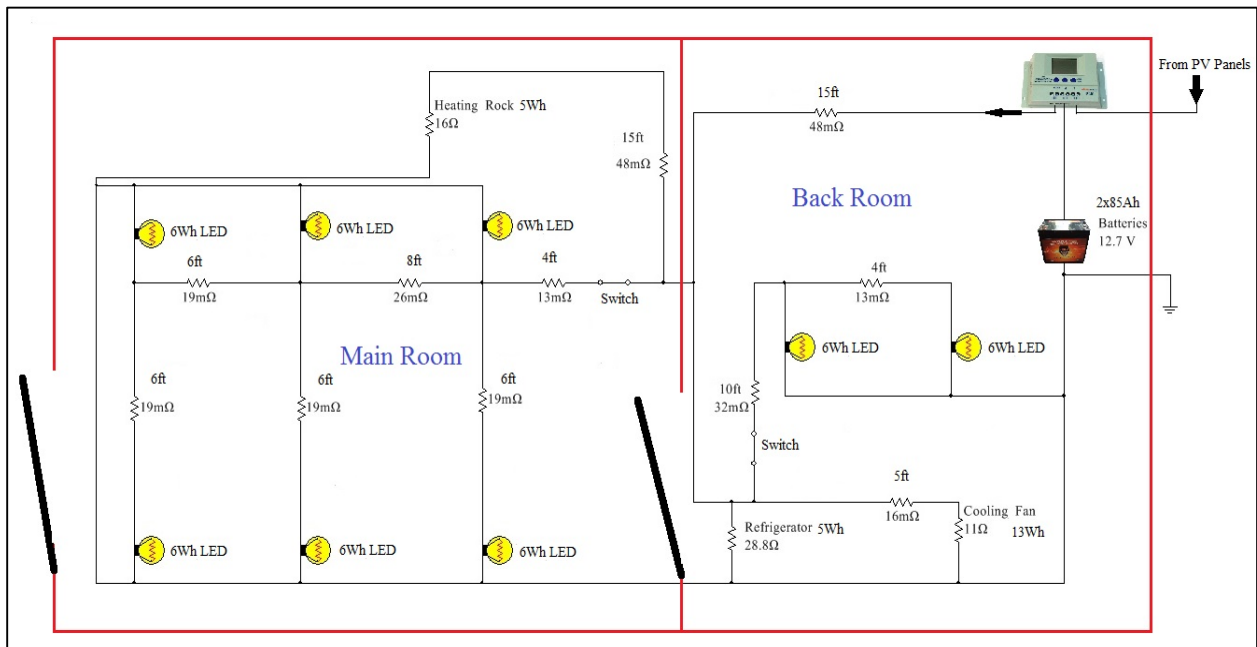 From PV Panels
15ft
48mΩ
Heating Rock 5Wh
16Ω
15ft
48mΩ
Back Room
2x85Ah
Batteries
12.7 V
6Wh LED
6Wh LED
6Wh LED
6ft
19mΩ
8ft
26mΩ
4ft
13mΩ
Switch
4ft
13mΩ
Main Room
6Wh LED
6Wh LED
6ft
19mΩ
6ft
19mΩ
6ft
19mΩ
10ft
32mΩ
Switch
5ft
16mΩ
6Wh LED
6Wh LED
6Wh LED
Refrigerator 5Wh
28.8Ω
Cooling Fan
11Ω 13Wh